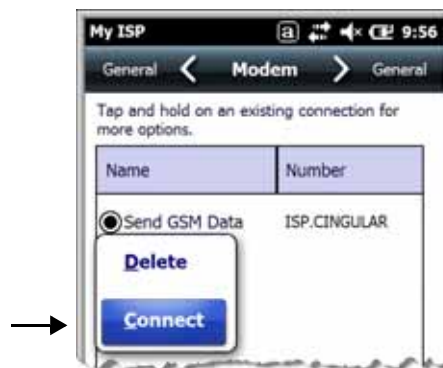 My ISP a 9:56
General Modem General
Tap and hold on an existing connection for
more options.
Name Number
Send GSM Data ISP.CINGULAR
Delete
Connect